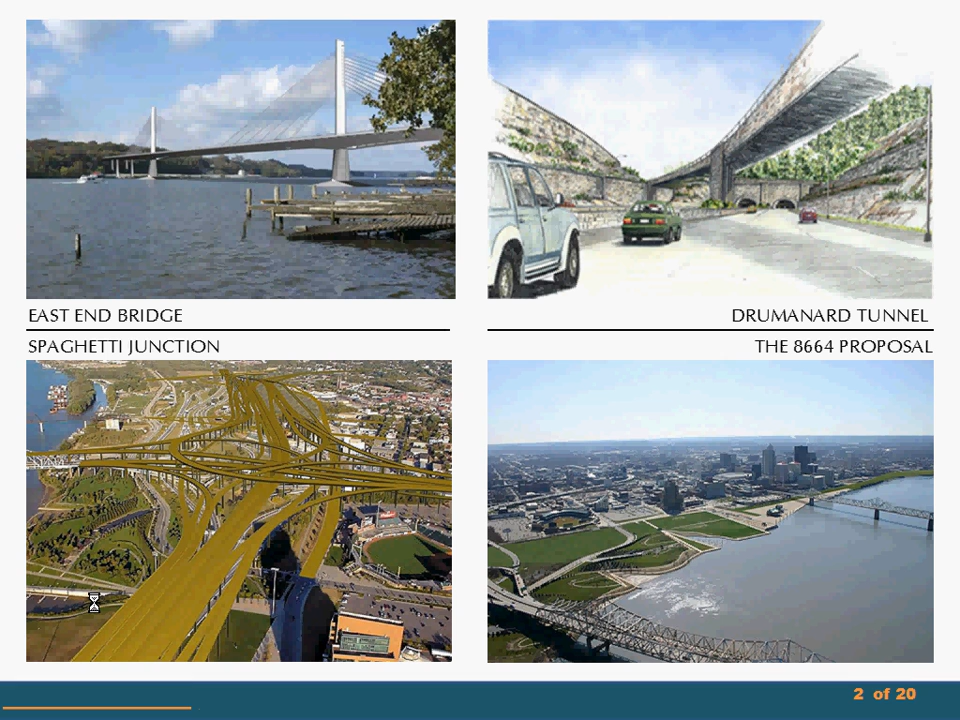 EAST END BRIDGE
DRUMANARD TUNNEL
SPAGHETTI JUNCTION
THE 8664 PROPOSAL
2 of 20